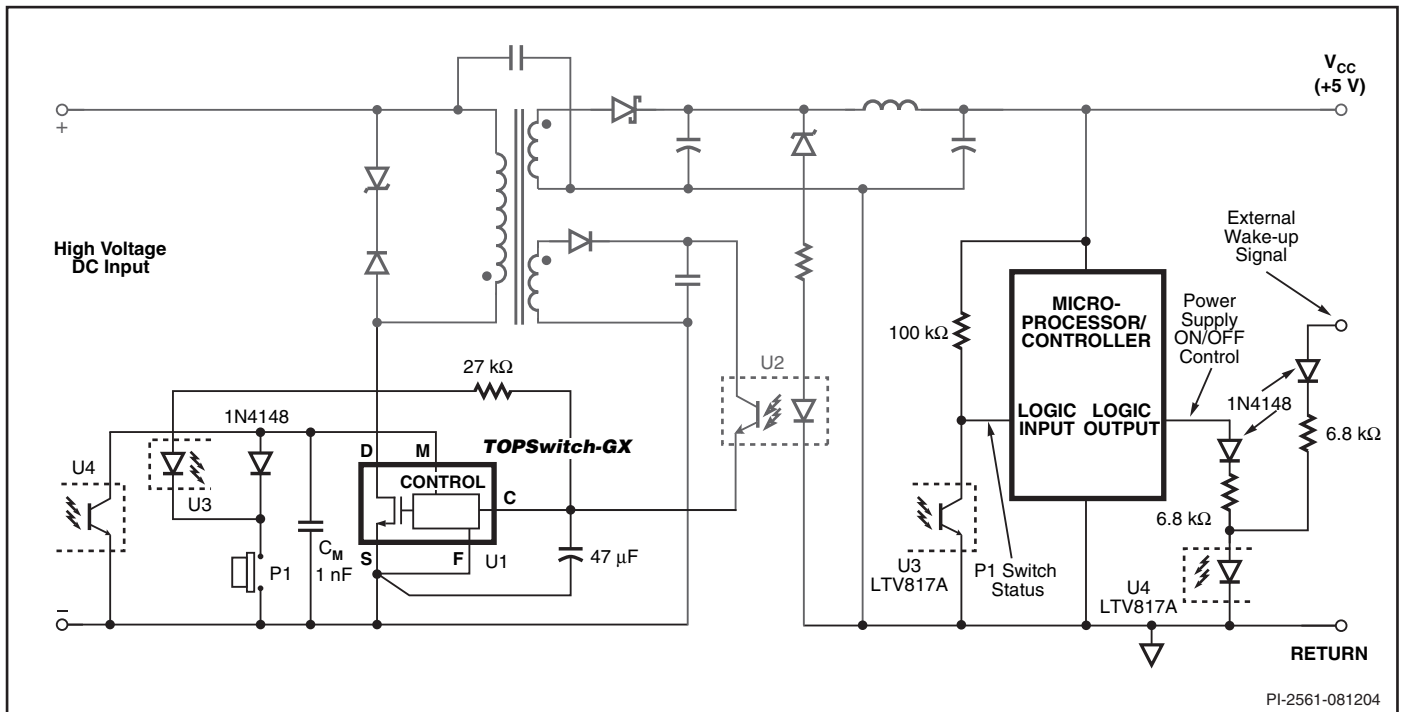 V_CC
(+5 V)
+
High Voltage
DC Input
External
Wake-up
Signal
MICRO-
PROCESSOR/
CONTROLLER
Power
Supply
ON/OFF
Control
100 kΩ
U2
27 kΩ
1N4148
1N4148
LOGIC LOGIC
INPUT OUTPUT
6.8 kΩ
TOPSwitch-GX
D M
U4
CONTROL
C
U3
6.8 kΩ
S F U1
C_M
1 nF
P1
47 μF
U3
LTV817A
P1 Switch
Status
U4
LTV817A
–
RETURN
PI-2561-081204